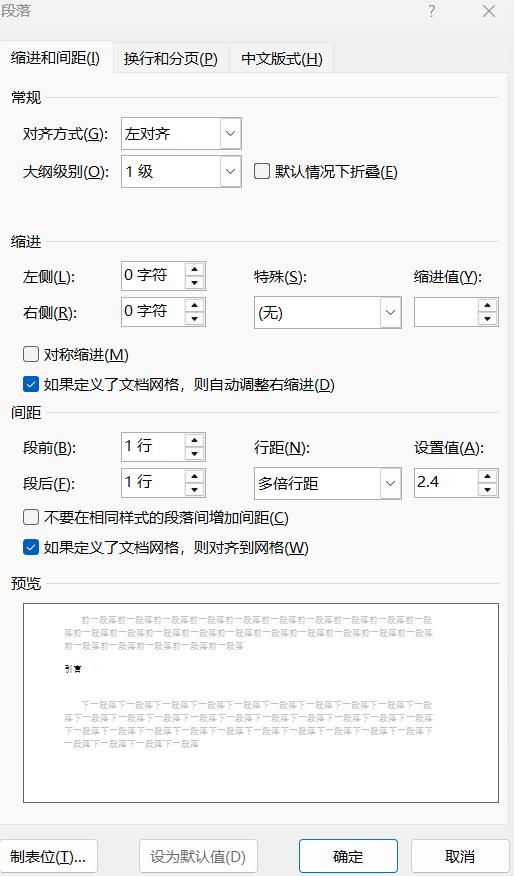 段落
缩进和间距(I) 换行和分页(P) 中文版式(H)
常规
对齐方式(G): 左对齐
大纲级别(O): 1 级 默认情况下折叠(E)
缩进
左侧(L): 0 字符 特殊(S): 缩进值(Y):
右侧(R): 0 字符 (无)
对称缩进(M)
如果定义了文档网格，则自动调整右缩进(D)
间距
段前(B): 1 行 行距(N): 设置值(A):
段后(F): 1 行 多倍行距 2.4
不要在相同样式的段落间增加间距(C)
如果定义了文档网格，则对齐到网格(W)
预览
前一段落前一段落前一段落前一段落前一段落前一段落前一段落前一段落前一段落前一段
落前一段落前一段落前一段落前一段落前一段落前一段落前一段落前一段落前一段落前一段落
前一段落前一段落前一段落前一段落前一段落
引言
下一段落下一段落下一段落下一段落下一段落下一段落下一段落下一段落下一段落下一段
落下一段落下一段落下一段落下一段落下一段落下一段落下一段落下一段落下一段落下一段落
下一段落下一段落下一段落下一段落下一段落下一段落下一段落下一段落下一段落下一段落下
一段落下一段落下一段落下一段落
制表位(T)... 设为默认值(D) 确定 取消